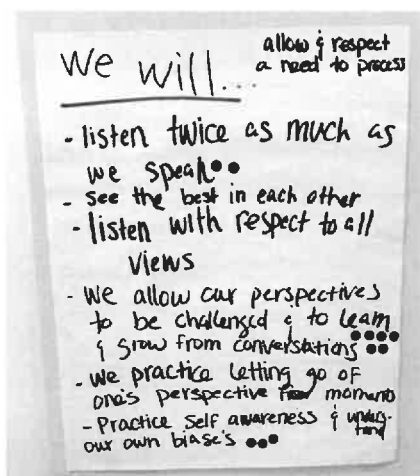 We will...
allow & respect
a need to process
- listen twice as much as
we speak
- see the best in each other
- listen with respect to all
views
- we allow our perspectives
to be challenged & to learn
& grow from converstations
- we practice letting go of
one's perspective moments
- Practice self awareness & under-
stand
our own biase's